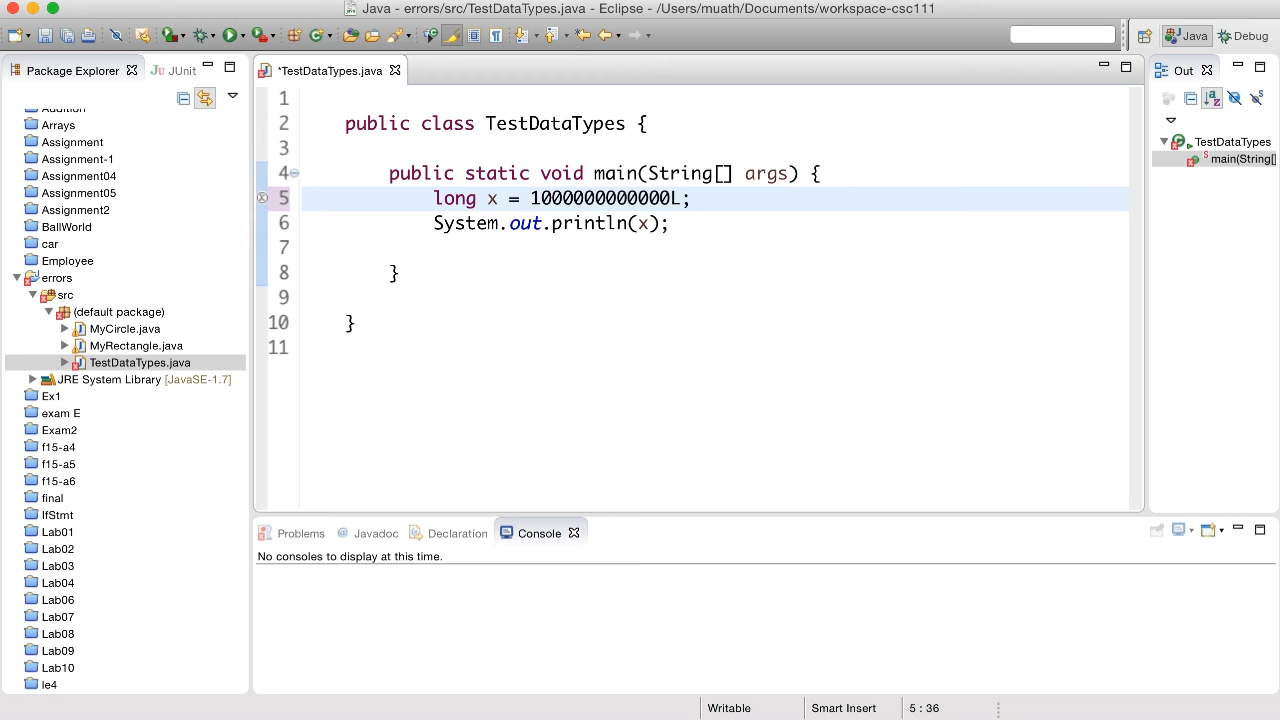 Java - errors/src/TestDataTypes.java - Eclipse - /Users/muath/Documents/workspace-csc111
Java
Debug
Package Explorer
JUnit
Addition
Arrays
Assignment
Assignment-1
Assignment04
Assignment05
Assignment2
BallWorld
car
Employee
errors
src
(default package)
MyCircle.java
MyRectangle.java
TestDataTypes.java
JRE System Library [JavaSE-1.7]
Ex1
exam E
Exam2
f15-a4
f15-a5
f15-a6
final
IfStmt
Lab01
Lab02
Lab03
Lab04
Lab06
Lab07
Lab08
Lab09
Lab10
le4
*TestDataTypes.java
1
2 public class TestDataTypes {
3
4 public static void main(String[] args) {
5 long x = 1000000000000L;
6 System.out.println(x);
7
8 }
9
10 }
11
Out
TestDataTypes
main(String[]
Problems
Javadoc
Declaration
Console
No consoles to display at this time.
Writable
Smart Insert
5 : 36